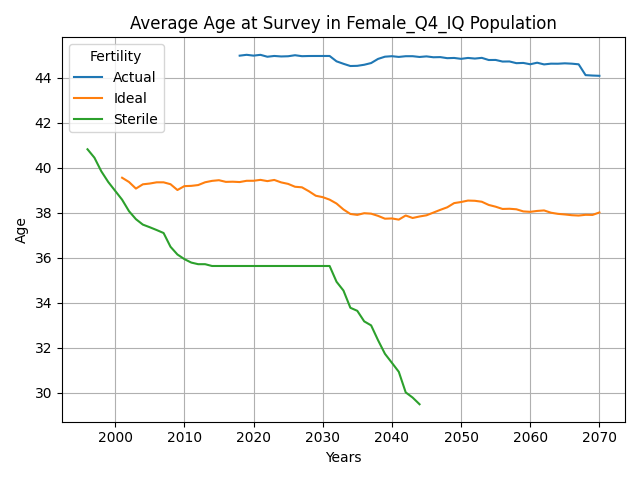 Average Age at Survey in Female_Q4_IQ Population
Fertility
Actual
Ideal
Sterile
Age
44
42
40
38
36
34
32
30
2000 2010 2020 2030 2040 2050 2060 2070
Years